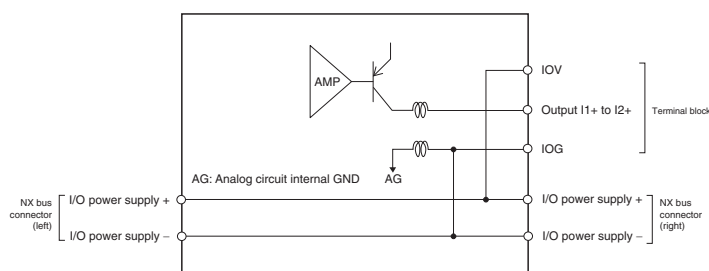 AMP
IOV
Output I1+ to I2+
Terminal block
IOG
AG: Analog circuit internal GND
AG
NX bus
connector
(left)
I/O power supply +
I/O power supply −
I/O power supply +
I/O power supply −
NX bus
connector
(right)